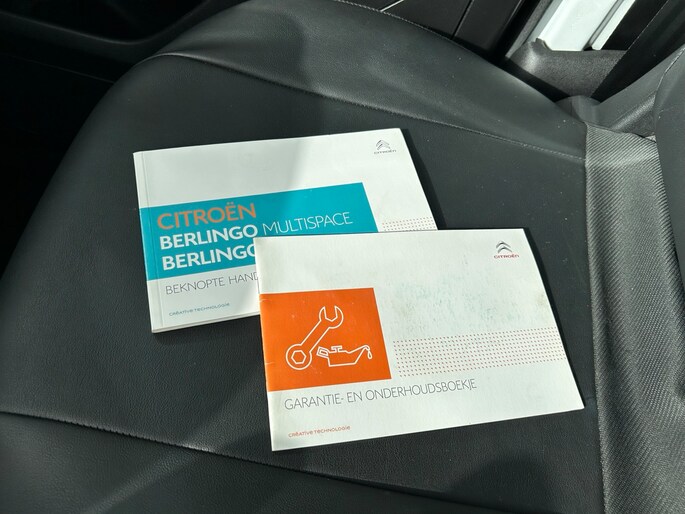 CITROËN
CITROËN
BERLINGO MULTISPACE
BERLINGO
BEKNOPTE HAND
CRÉATIVE TECHNOLOGIE
CITROËN
GARANTIE- EN ONDERHOUDSBOEKJE
CRÉATIVE TECHNOLOGIE